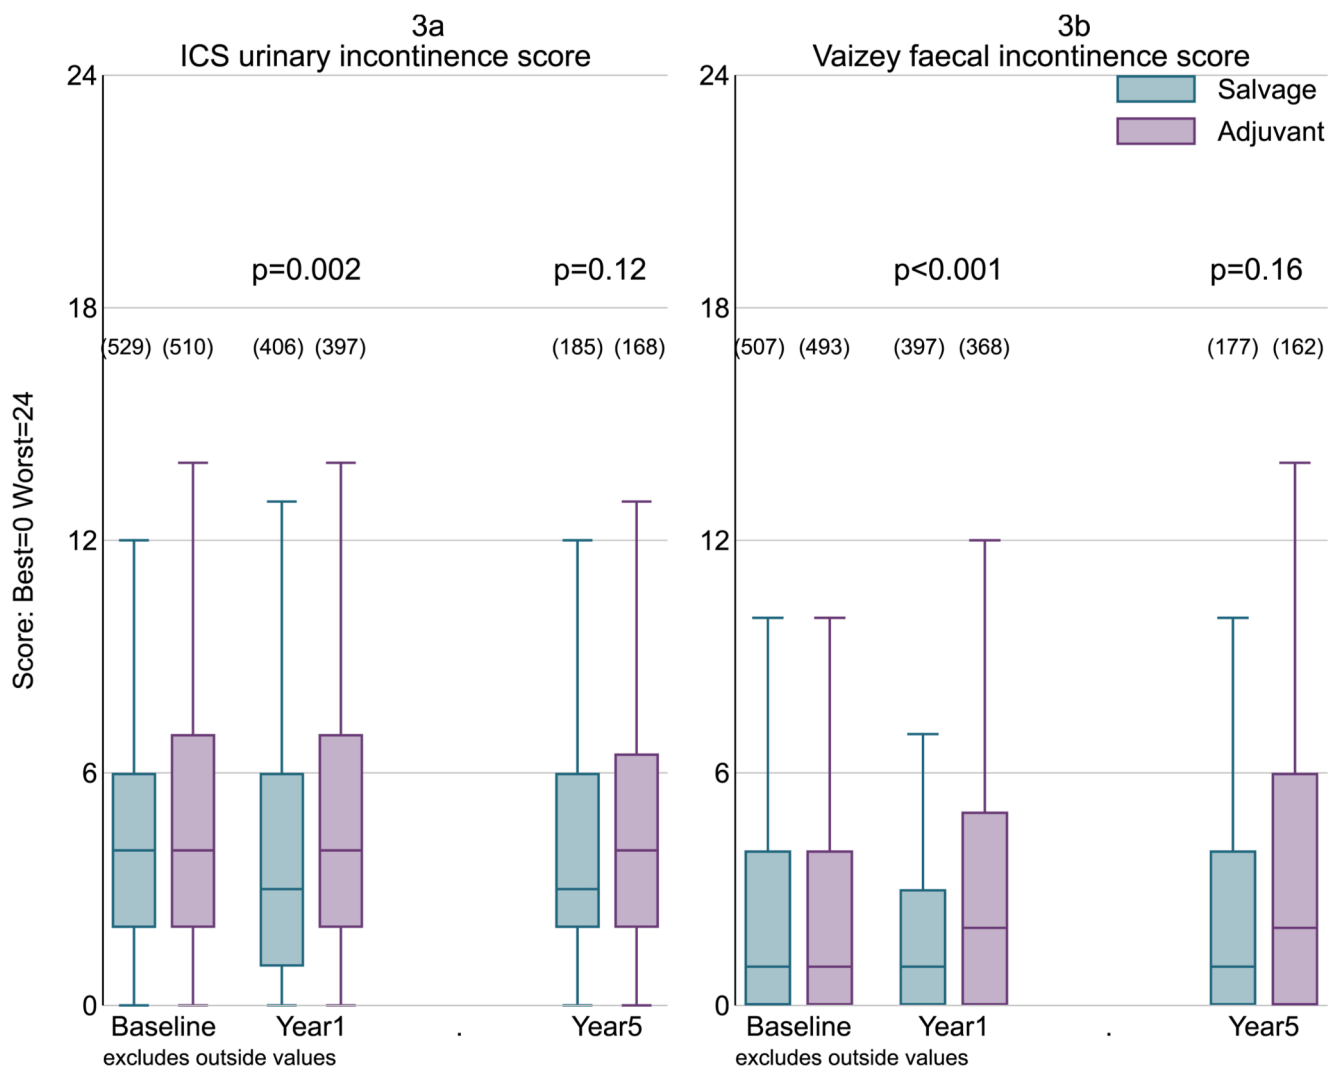 3a
ICS urinary incontinence score
Score: Best=0 Worst=24
24
18
12
6
0
p=0.002
p=0.12
(529) (510) (406) (397) (185) (168)
Baseline Year1 . Year5
excludes outside values
3b
Vaizey faecal incontinence score
Salvage
Adjuvant
24
18
12
6
0
p<0.001
p=0.16
(507) (493) (397) (368) (177) (162)
Baseline Year1 . Year5
excludes outside values